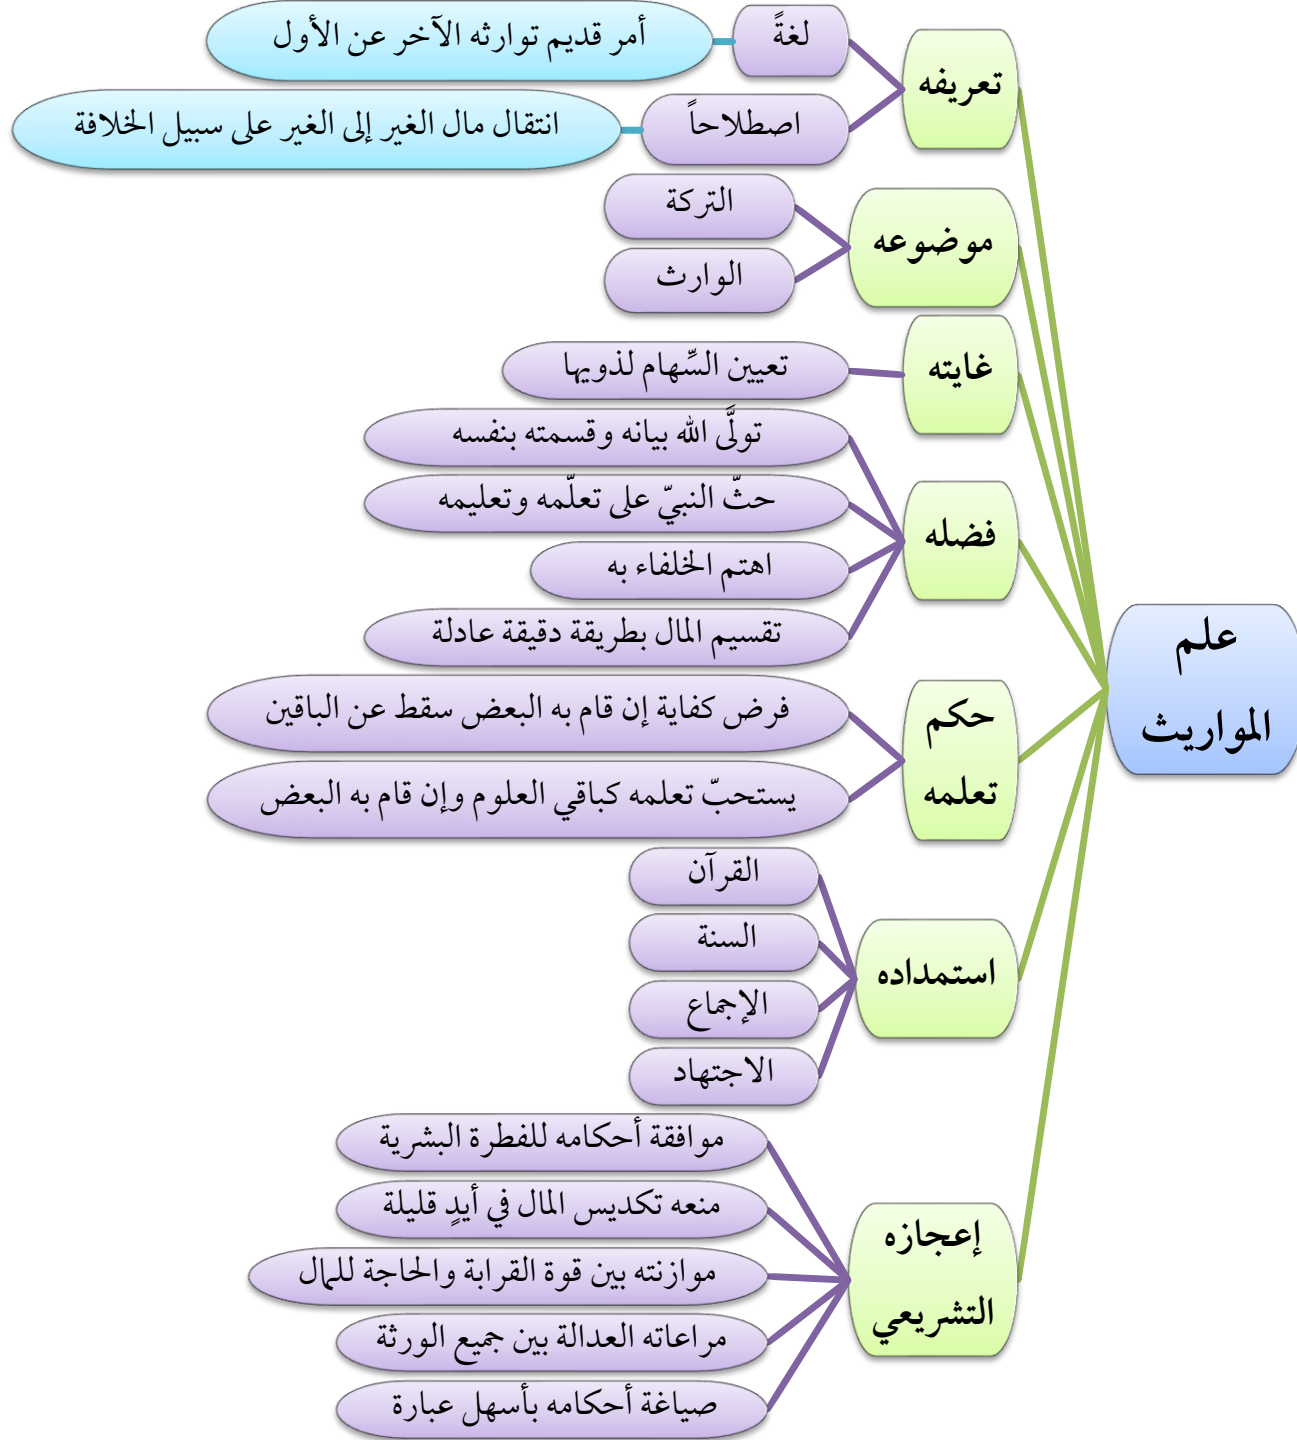 علم
المواريث
تعريفه
لغةً
أمر قديم توارثه الآخر عن الأول
اصطلاحاً
انتقال مال الغير إلى الغير على سبيل الخلافة
موضوعه
التركة
الوارث
غايته
تعيين السِّهام لذويها
فضله
تولَّى الله بيانه وقسمته بنفسه
حثّ النبيّ على تعلّمه وتعليمه
اهتم الخلفاء به
تقسيم المال بطريقة دقيقة عادلة
حكم
تعلمه
فرض كفاية إن قام به البعض سقط عن الباقين
يستحبّ تعلمه كباقي العلوم وإن قام به البعض
استمداده
القرآن
السنة
الإجماع
الاجتهاد
إعجازه
التشريعي
موافقة أحكامه للفطرة البشرية
منعه تكديس المال في أيدٍ قليلة
موازنته بين قوة القرابة والحاجة للمال
مراعاته العدالة بين جميع الورثة
صياغة أحكامه بأسهل عبارة